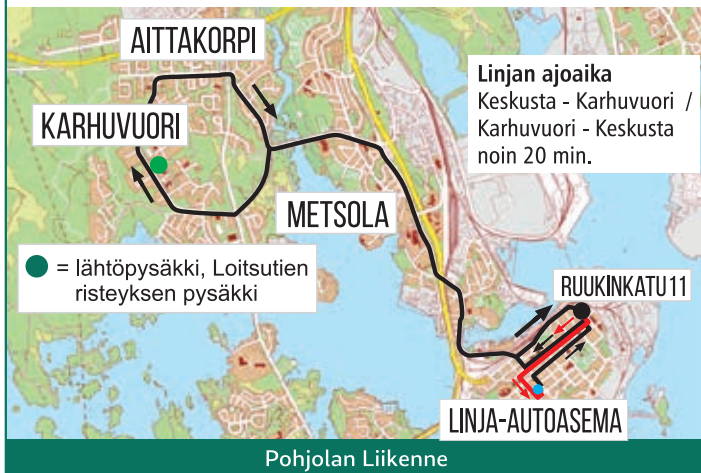 AITTAKORPI
Linjan ajoaika
Keskusta - Karhuvuori /
Karhuvuori - Keskusta
noin 20 min.
KARHUVUORI
METSOLA
= lähtöpysäkki, Loitsutien
risteyksen pysäkki
RUUKINKATU 11
LINJA-AUTOASEMA
Pohjolan Liikenne